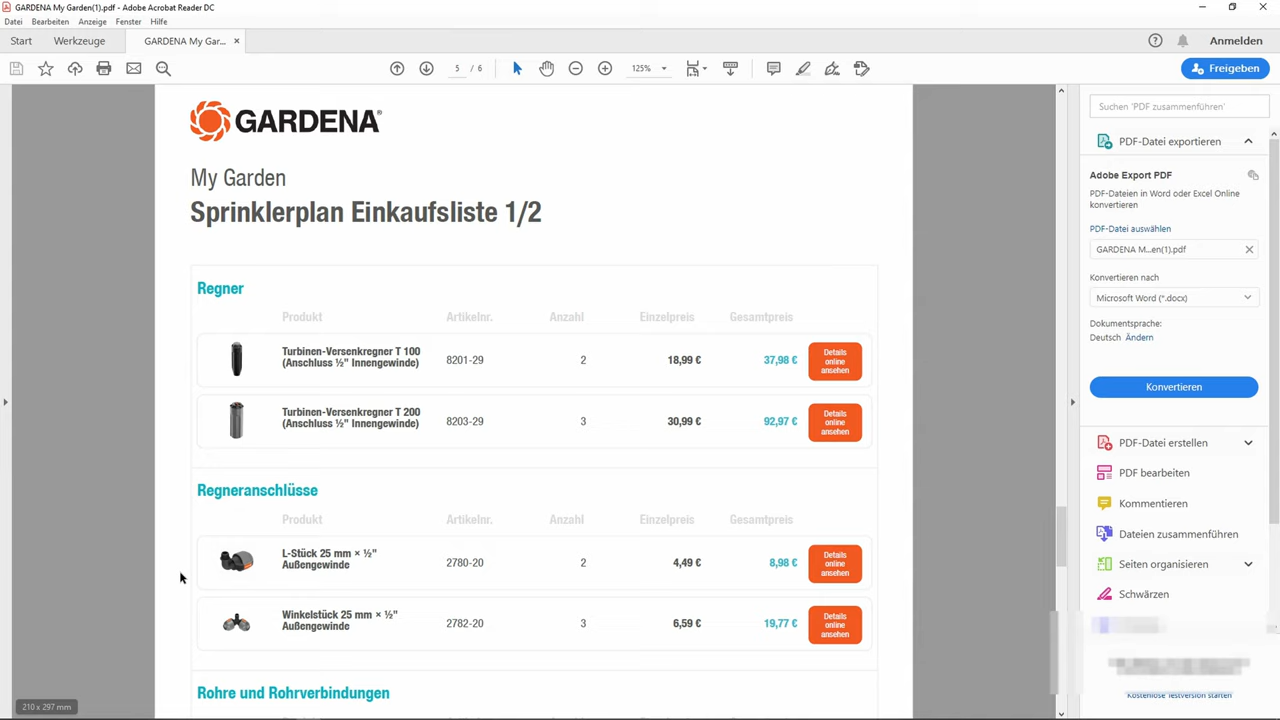 GARDENA My Garden(1).pdf - Adobe Acrobat Reader DC
Datei Bearbeiten Anzeige Fenster Hilfe
Start Werkzeuge GARDENA My Gar... × Anmelden
5 / 6 125% Freigeben
GARDENA®
My Garden
Sprinklerplan Einkaufsliste 1/2
Regner
Produkt Artikelnr. Anzahl Einzelpreis Gesamtpreis
Turbinen-Versenkregner T 100
(Anschluss ½" Innengewinde)
8201-29 2 18,99 € 37,98 €
Details
online
ansehen
Turbinen-Versenkregner T 200
(Anschluss ½" Innengewinde)
8203-29 3 30,99 € 92,97 €
Details
online
ansehen
Regneranschlüsse
Produkt Artikelnr. Anzahl Einzelpreis Gesamtpreis
L-Stück 25 mm × ½"
Außengewinde
2780-20 2 4,49 € 8,98 €
Details
online
ansehen
Winkelstück 25 mm × ½"
Außengewinde
2782-20 3 6,59 € 19,77 €
Details
online
ansehen
Rohre und Rohrverbindungen
210 x 297 mm
Suchen 'PDF zusammenführen'
PDF-Datei exportieren
Adobe Export PDF
PDF-Dateien in Word oder Excel Online
konvertieren
PDF-Datei auswählen
GARDENA M...en(1).pdf
Konvertieren nach
Microsoft Word (*.docx)
Dokumentsprache:
Deutsch Ändern
Konvertieren
PDF-Datei erstellen
PDF bearbeiten
Kommentieren
Dateien zusammenführen
Seiten organisieren
Schwärzen
Kostenlose Testversion starten